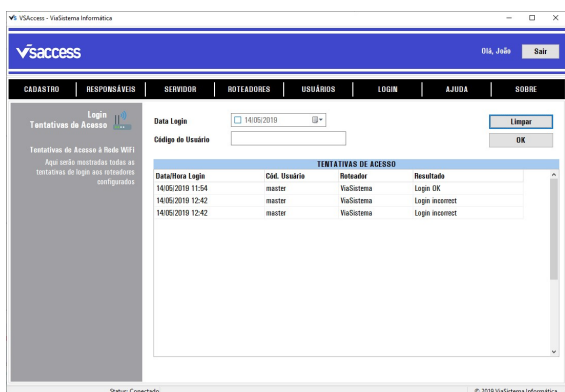 VSAccess - ViaSistema Informática
vsaccess
Olá, João
Sair
CADASTRO RESPONSÁVEIS SERVIDOR ROTEADORES USUÁRIOS LOGIN AJUDA SOBRE
Login
Tentativas de Acesso
Tentativas de Acesso à Rede WiFi
Aqui serão mostradas todas as
tentativas de login aos roteadores
configurados
Data Login 14/05/2019
Código do Usuário
Limpar
OK
TENTATIVAS DE ACESSO
Data/Hora Login Cód. Usuário Roteador Resultado
14/05/2019 11:54 master ViaSistema Login OK
14/05/2019 12:42 master ViaSistema Login incorrect
14/05/2019 12:42 master ViaSistema Login incorrect
Status: Conectado
© 2019 ViaSistema Informática